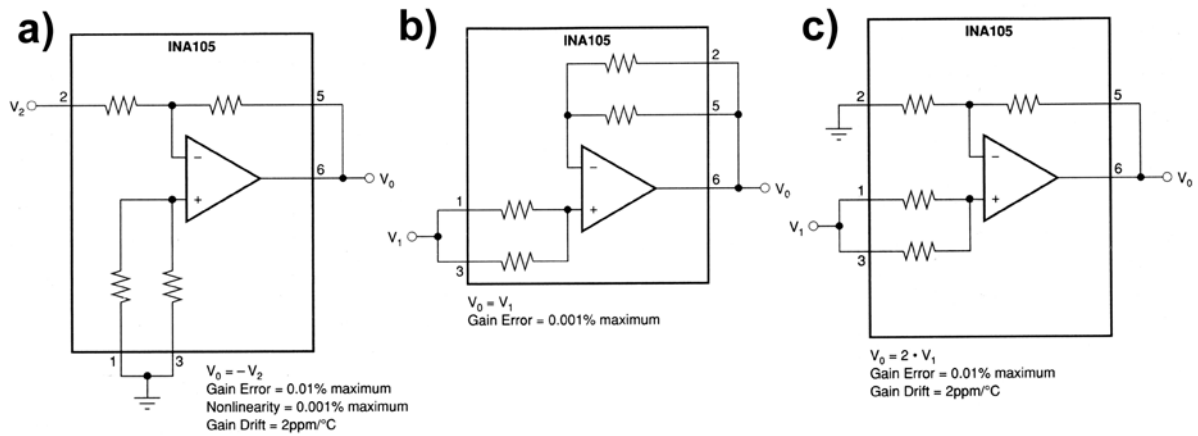 a)
INA105
V2
2
5
6
V0
−
+
1
3
V0 = – V2
Gain Error = 0.01% maximum
Nonlinearity = 0.001% maximum
Gain Drift = 2ppm/°C
b)
INA105
2
5
6
V0
−
+
1
V1
3
V0 = V1
Gain Error = 0.001% maximum
c)
INA105
2
5
−
6
V0
1
+
V1
3
V0 = 2 • V1
Gain Error = 0.01% maximum
Gain Drift = 2ppm/°C